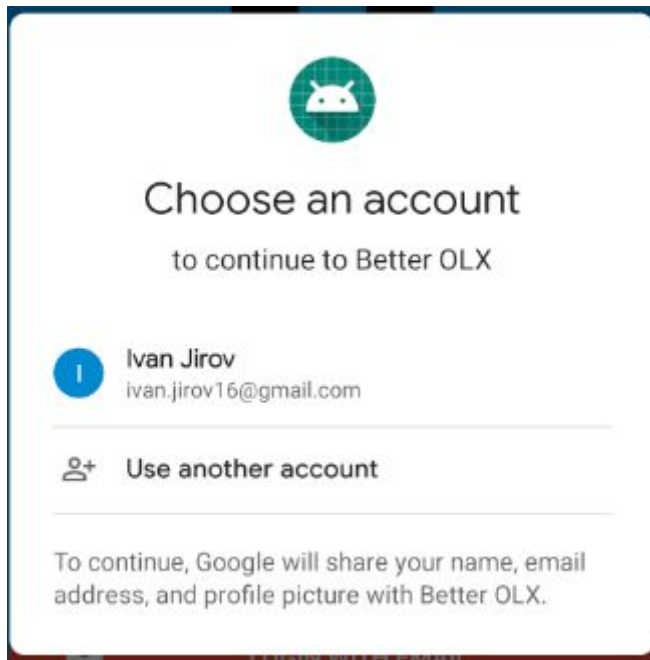 Choose an account
to continue to Better OLX
I
Ivan Jirov
ivan.jirov16@gmail.com
Use another account
To continue, Google will share your name, email
address, and profile picture with Better OLX.